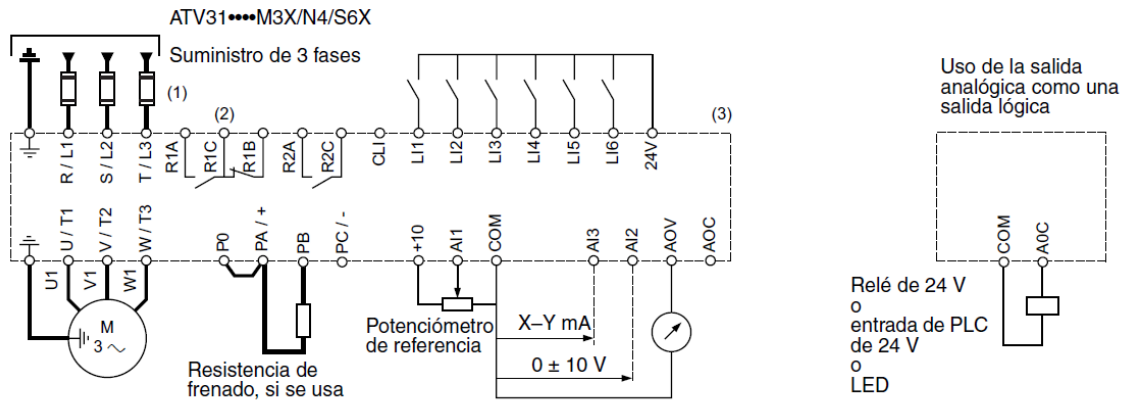 ATV31••••M3X/N4/S6X
Suministro de 3 fases
(1)
(2)
(3)
R / L1
S / L2
T / L3
R1A
R1C
R1B
R2A
R2C
CLI
LI1
LI2
LI3
LI4
LI5
LI6
24V
U / T1
V / T2
W / T3
P0
PA / +
PB
PC / -
+10
AI1
COM
AI3
AI2
AOV
AOC
U1
V1
W1
M
3 ~
Resistencia de
frenado, si se usa
Potenciómetro
de referencia
X–Y mA
0 ± 10 V
Uso de la salida
analógica como una
salida lógica
COM
A0C
Relé de 24 V
o
entrada de PLC
de 24 V
o
LED